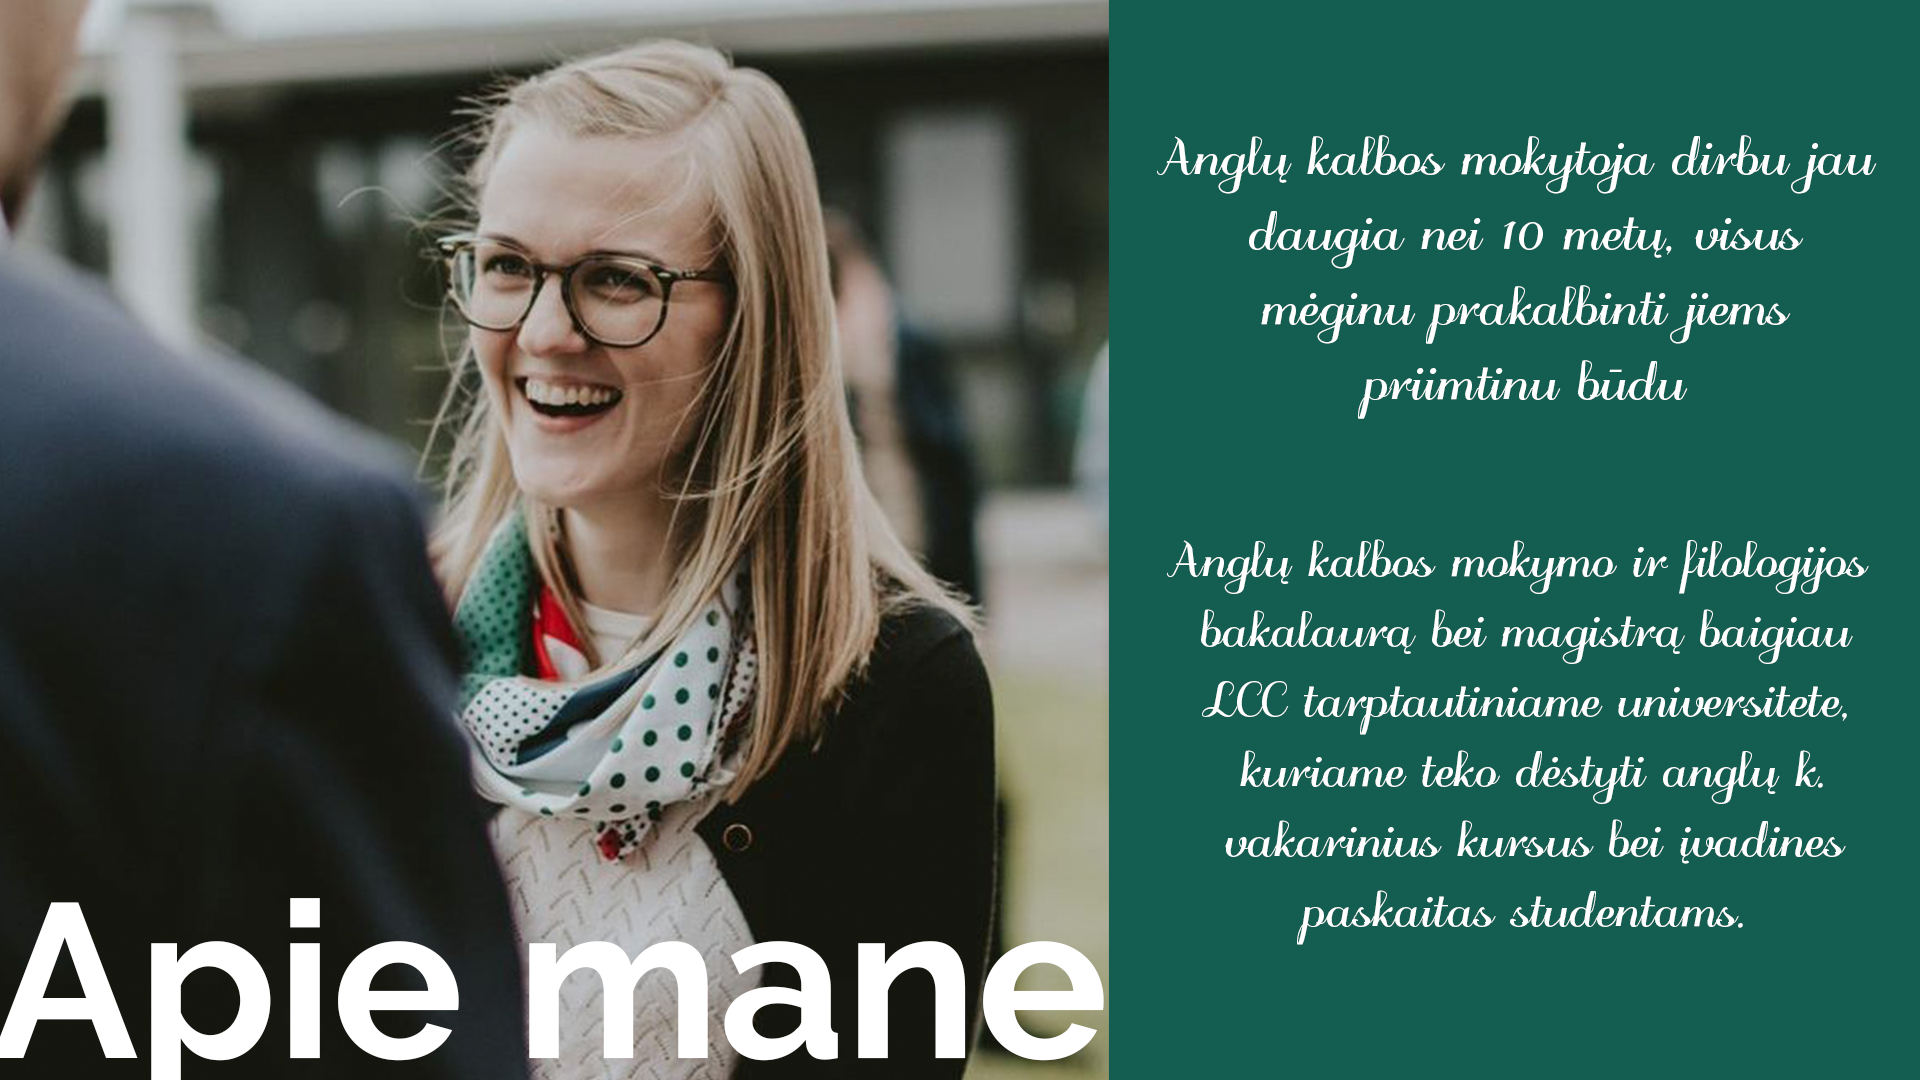 Anglų kalbos mokytoja dirbu jau
daugia nei 10 metų, visus
mėginu prakalbinti jiems
priimtinu būdu
Anglų kalbos mokymo ir filologijos
bakalaurą bei magistrą baigiau
LCC tarptautiniame universitete,
kuriame teko dėstyti anglų k.
vakarinius kursus bei įvadines
paskaitas studentams.
Apie mane